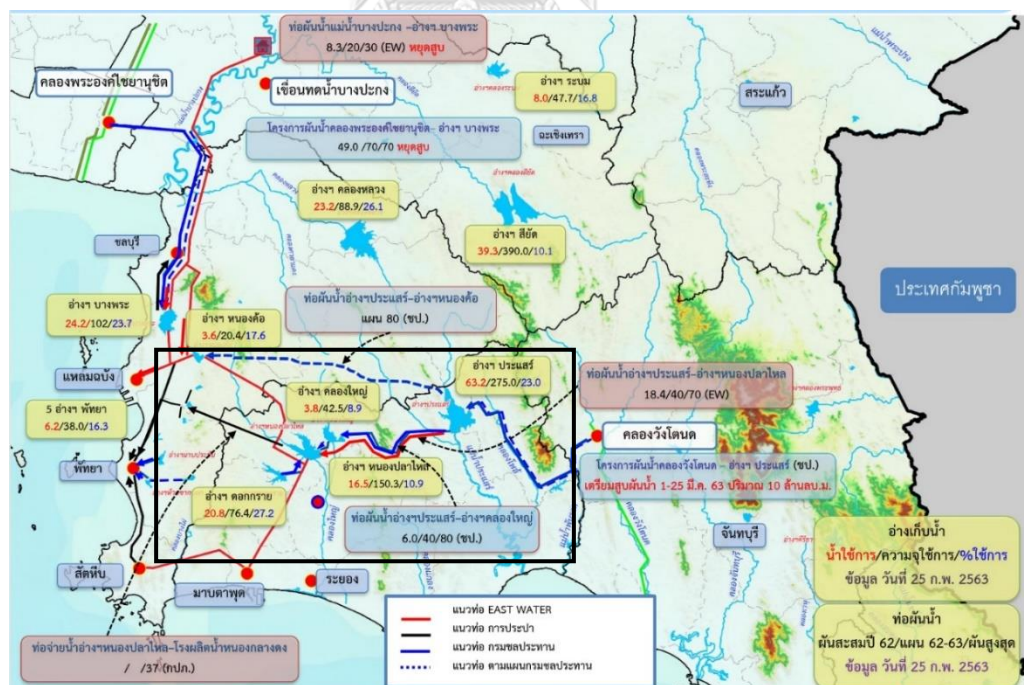 ท่อผันน้ำแม่น้ำบางปะกง -อ่างฯ บางพระ
8.3/20/30 (EW) หยุดสูบ
คลองพระองค์ไชยานุชิต
เขื่อนทดน้ำบางปะกง
อ่างฯ ระบม
8.0/47.7/16.8
สระแก้ว
ฉะเชิงเทรา
โครงการผันน้ำคลองพระองค์ไชยานุชิต- อ่างฯ บางพระ
49.0 /70/70 หยุดสูบ
อ่างฯ คลองหลวง
23.2/88.9/26.1
อ่างฯ สียัด
39.3/390.0/10.1
ชลบุรี
ประเทศกัมพูชา
อ่างฯ บางพระ
24.2/102/23.7
อ่างฯ หนองค้อ
3.6/20.4/17.6
ท่อผันน้ำอ่างฯประแสร์-อ่างฯหนองค้อ
แผน 80 (ชป.)
แหลมฉบัง
อ่างฯ คลองใหญ่
3.8/42.5/8.9
อ่างฯ ประแสร์
63.2/275.0/23.0
ท่อผันน้ำอ่างฯประแสร์-อ่างฯหนองปลาไหล
18.4/40/70 (EW)
5 อ่างฯ พัทยา
6.2/38.0/16.3
คลองวังโตนด
พัทยา
อ่างฯ หนองปลาไหล
16.5/150.3/10.9
โครงการผันน้ำคลองวังโตนด - อ่างฯ ประแสร์ (ชป.)
เตรียมสูบผันน้ำ 1-25 มี.ค. 63 ปริมาณ 10 ล้านลบ.ม.
อ่างฯ ดอกกราย
20.8/76.4/27.2
ท่อผันน้ำอ่างฯประแสร์-อ่างฯคลองใหญ่
6.0/40/80 (ชป.)
จันทบุรี
อ่างเก็บน้ำ
น้ำใช้การ/ความจุใช้การ/%ใช้การ
ข้อมูล วันที่ 25 ก.พ. 2563
สัตหีบ
มาบตาพุด
ระยอง
แนวท่อ EAST WATER
แนวท่อ การประปา
แนวท่อ กรมชลประทาน
แนวท่อ ตามแผนกรมชลประทาน
ท่อผันน้ำ
ผันสะสมปี 62/แผน 62-63/ผันสูงสุด
ข้อมูล วันที่ 25 ก.พ. 2563
ท่อจ่ายน้ำอ่างฯหนองปลาไหล-โรงผลิตน้ำหนองกลางดง
/ /37 (กปภ.)